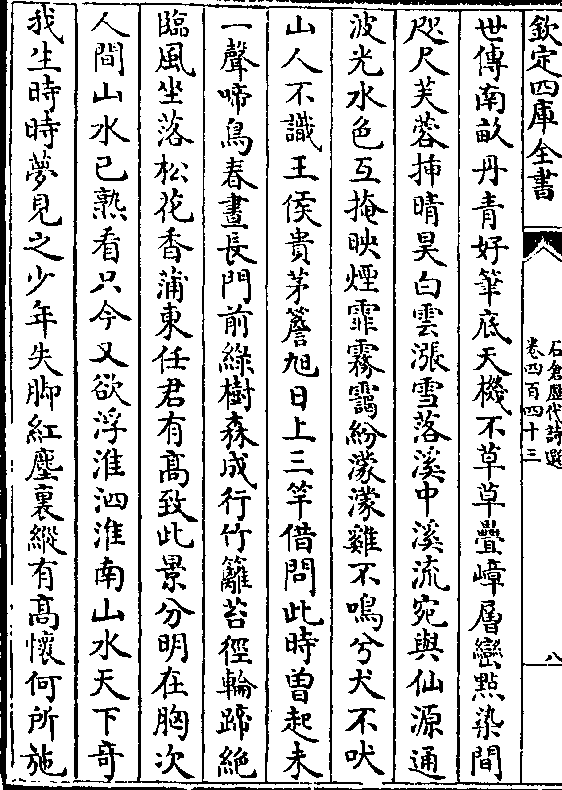 欽定四庫全書
石倉歷代詩選
卷四百四十三
八
世傳南畝丹青好筆底天機不草草疊嶂層巒點染間
咫尺芙蓉揷晴昊白雲漲雪落溪中溪流宛與仙源通
波光水色互掩映煙霏霧靄紛濛濛雞不鳴兮犬不吠
山人不識王侯貴茅簷旭日上三竿借問此時曽起未
一聲啼鳥春晝長門前綠樹森成行竹籬苔徑輪蹄絶
臨風坐落松花香蒲東任君有髙致此景分明在胸次
人間山水已熟看只今又欲浮淮泗淮南山水天下竒
我生時時夢見之少年失脚紅塵裏縱有髙懷何所施